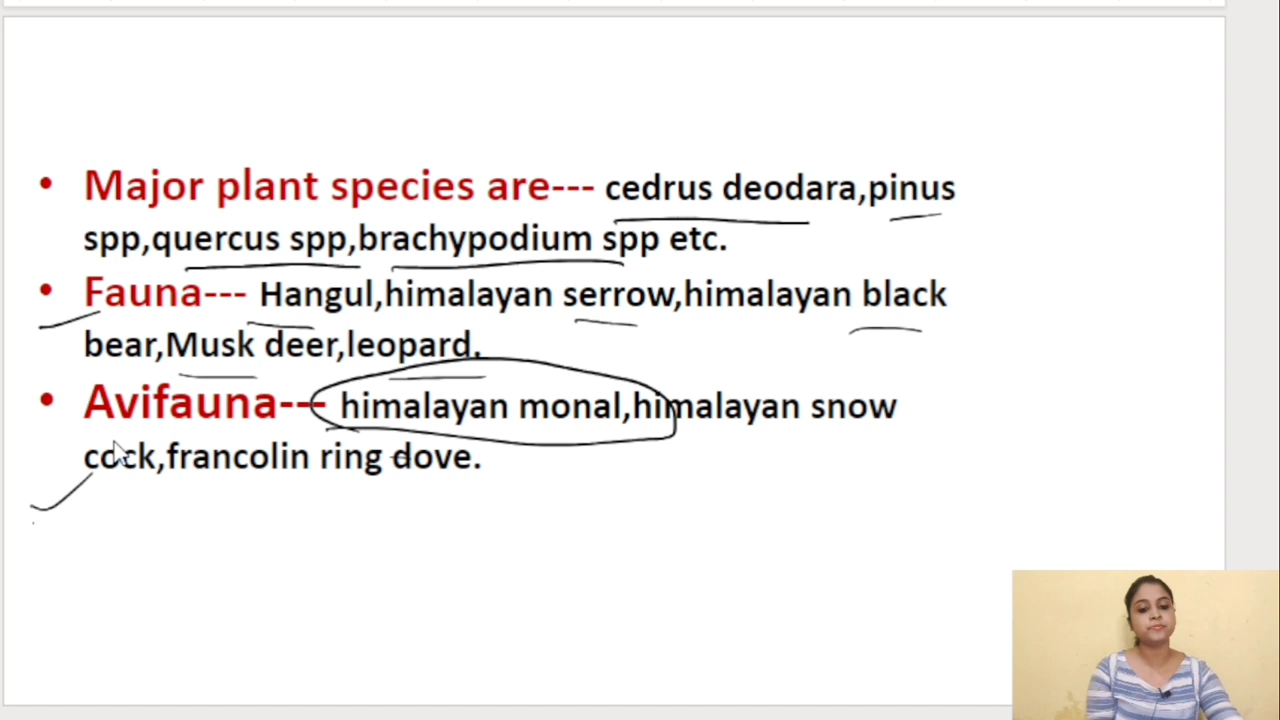 Major plant species are--- cedrus deodara,pinus
spp,quercus spp,brachypodium spp etc.
Fauna--- Hangul,himalayan serrow,himalayan black
bear,Musk deer,leopard.
Avifauna--- himalayan monal,himalayan snow
cock,francolin ring dove.